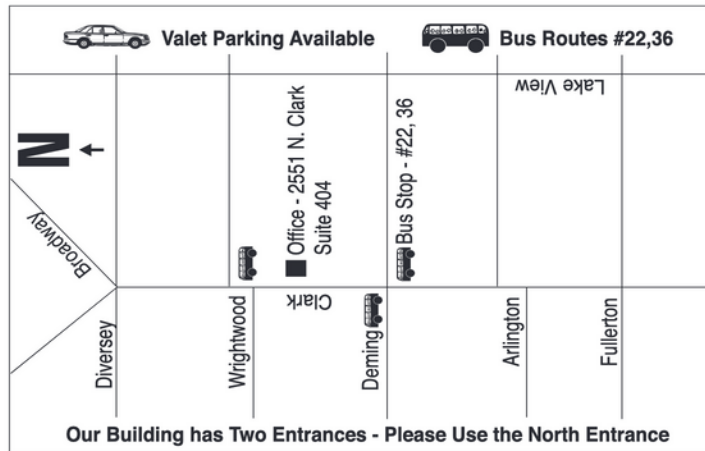 Valet Parking Available
Bus Routes #22,36
Lake View
N
Office - 2551 N. Clark
Suite 404
Bus Stop - #22, 36
Broadway
Clark
Diversey
Wrightwood
Deming
Arlington
Fullerton
Our Building has Two Entrances - Please Use the North Entrance